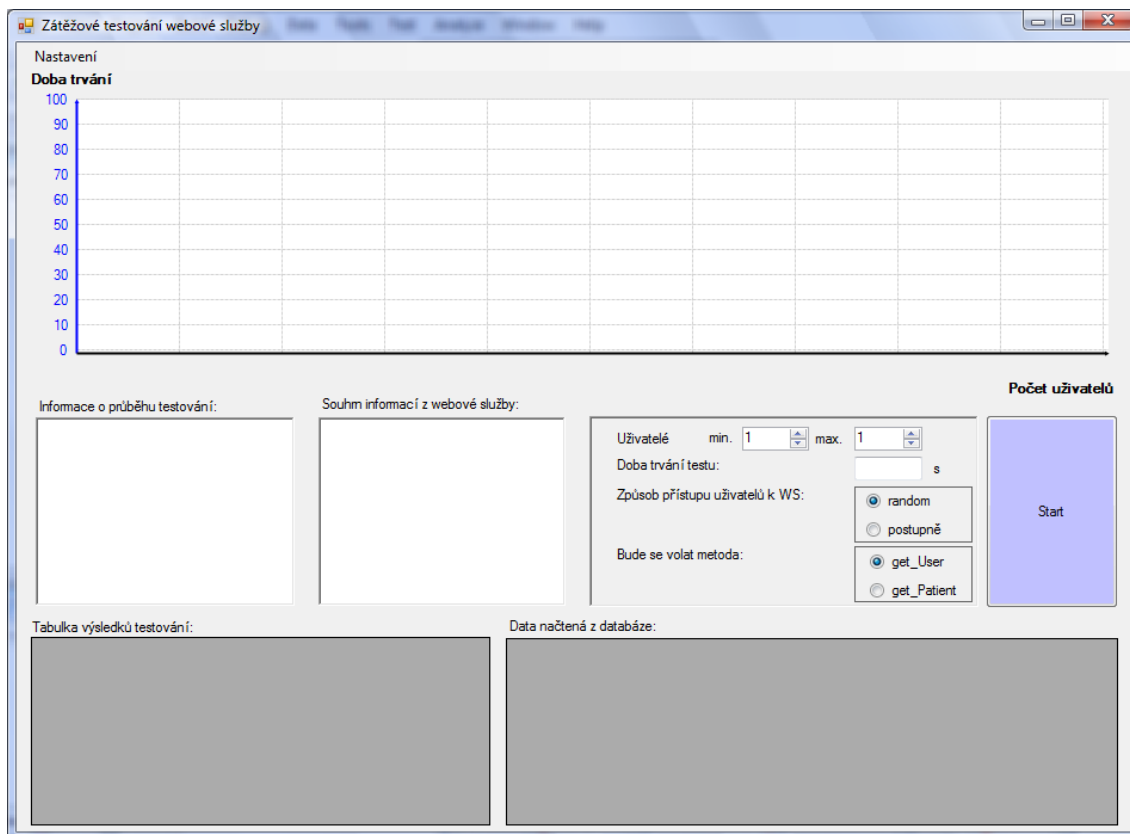 Zátěžové testování webové služby
Nastavení
Doba trvání
100
90
80
70
60
50
40
30
20
10
0
Počet uživatelů
Informace o průběhu testování:
Souhrn informací z webové služby:
Uživatelé min. 1 max. 1
Doba trvání testu: s
Způsob přístupu uživatelů k WS:
random
postupně
Bude se volat metoda:
get_User
get_Patient
Start
Tabulka výsledků testování:
Data načtená z databáze: